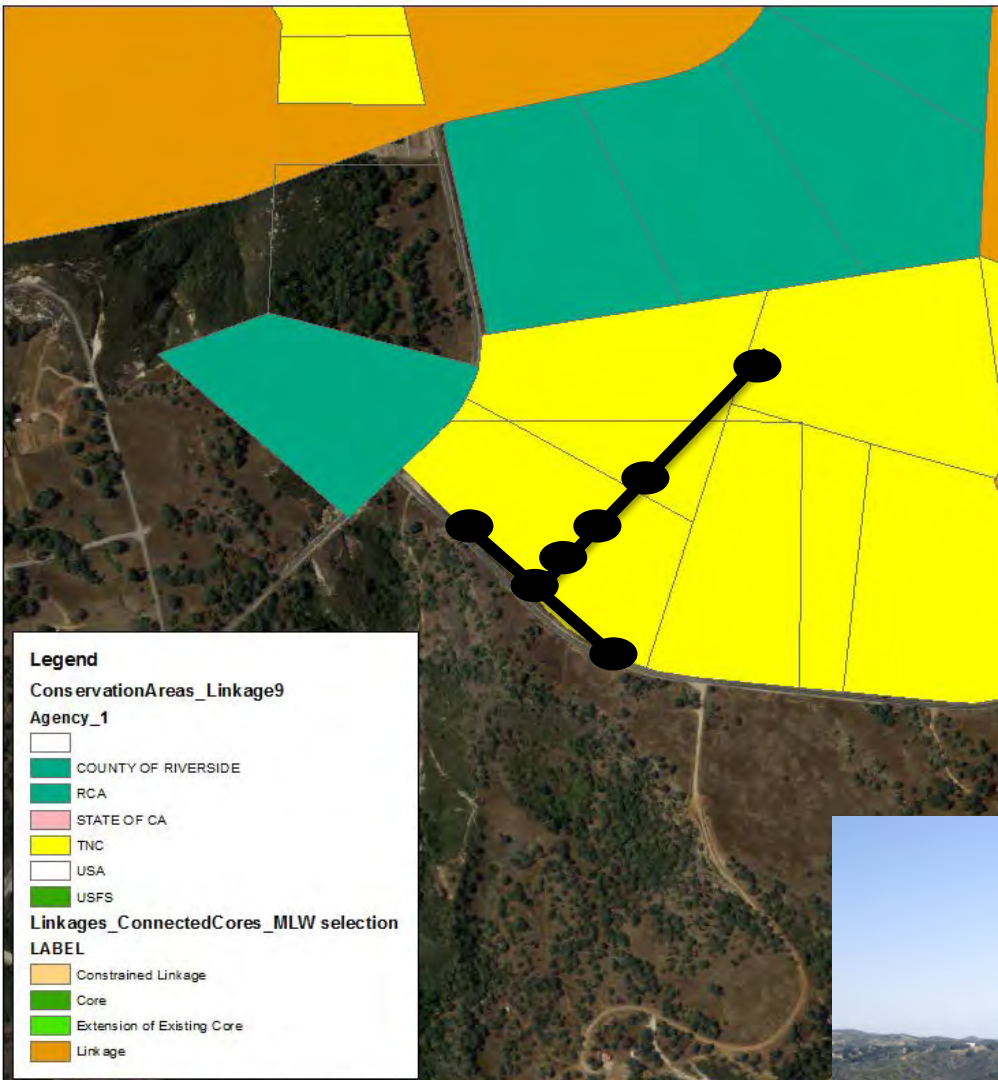 Legend
ConservationAreas_Linkage9
Agency_1
COUNTY OF RIVERSIDE
RCA
STATE OF CA
TNC
USA
USFS
Linkages_ConnectedCores_MLW selection
LABEL
Constrained Linkage
Core
Extension of Existing Core
Linkage